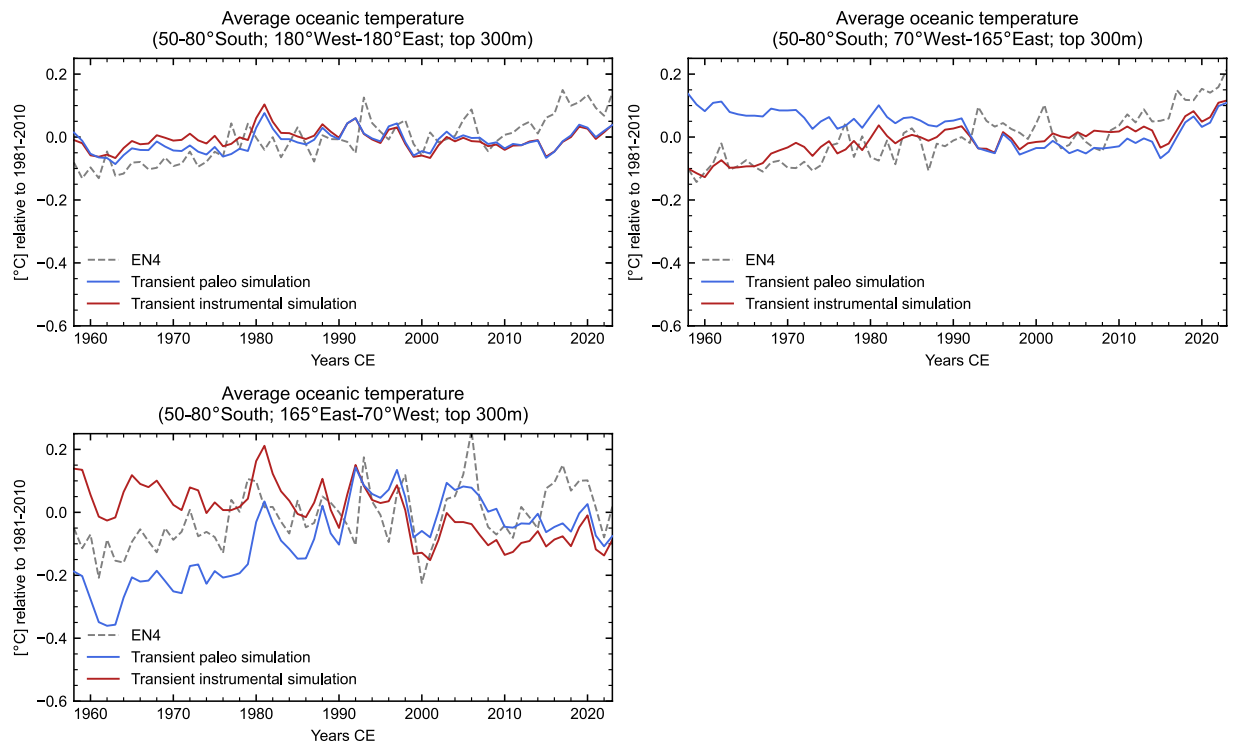 Average oceanic temperature
(50-80°South; 180°West-180°East; top 300m)
[°C] relative to 1981-2010
0.2
0.0
−0.2
−0.4
−0.6
EN4
Transient paleo simulation
Transient instrumental simulation
1960 1970 1980 1990 2000 2010 2020
Years CE
Average oceanic temperature
(50-80°South; 70°West-165°East; top 300m)
[°C] relative to 1981-2010
0.2
0.0
−0.2
−0.4
−0.6
EN4
Transient paleo simulation
Transient instrumental simulation
1960 1970 1980 1990 2000 2010 2020
Years CE
Average oceanic temperature
(50-80°South; 165°East-70°West; top 300m)
[°C] relative to 1981-2010
0.2
0.0
−0.2
−0.4
−0.6
EN4
Transient paleo simulation
Transient instrumental simulation
1960 1970 1980 1990 2000 2010 2020
Years CE